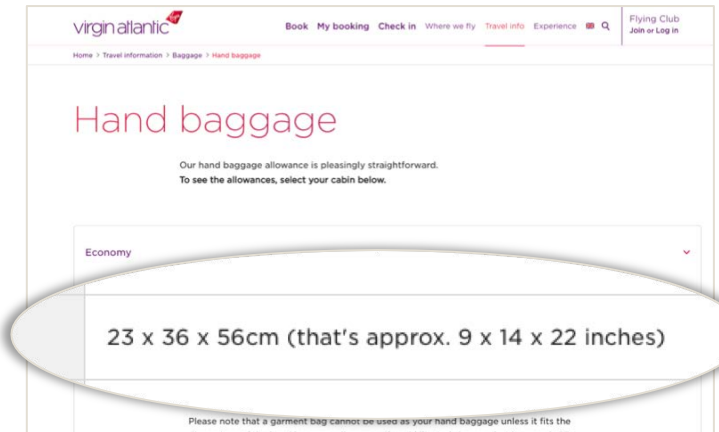 virgin atlantic
Book My booking Check in Where we fly Travel info Experience Flying Club
Join or Log in
Home > Travel information > Baggage > Hand baggage
Hand baggage
Our hand baggage allowance is pleasingly straightforward.
To see the allowances, select your cabin below.
Economy
23 x 36 x 56cm (that's approx. 9 x 14 x 22 inches)
Please note that a garment bag cannot be used as your hand baggage unless it fits the